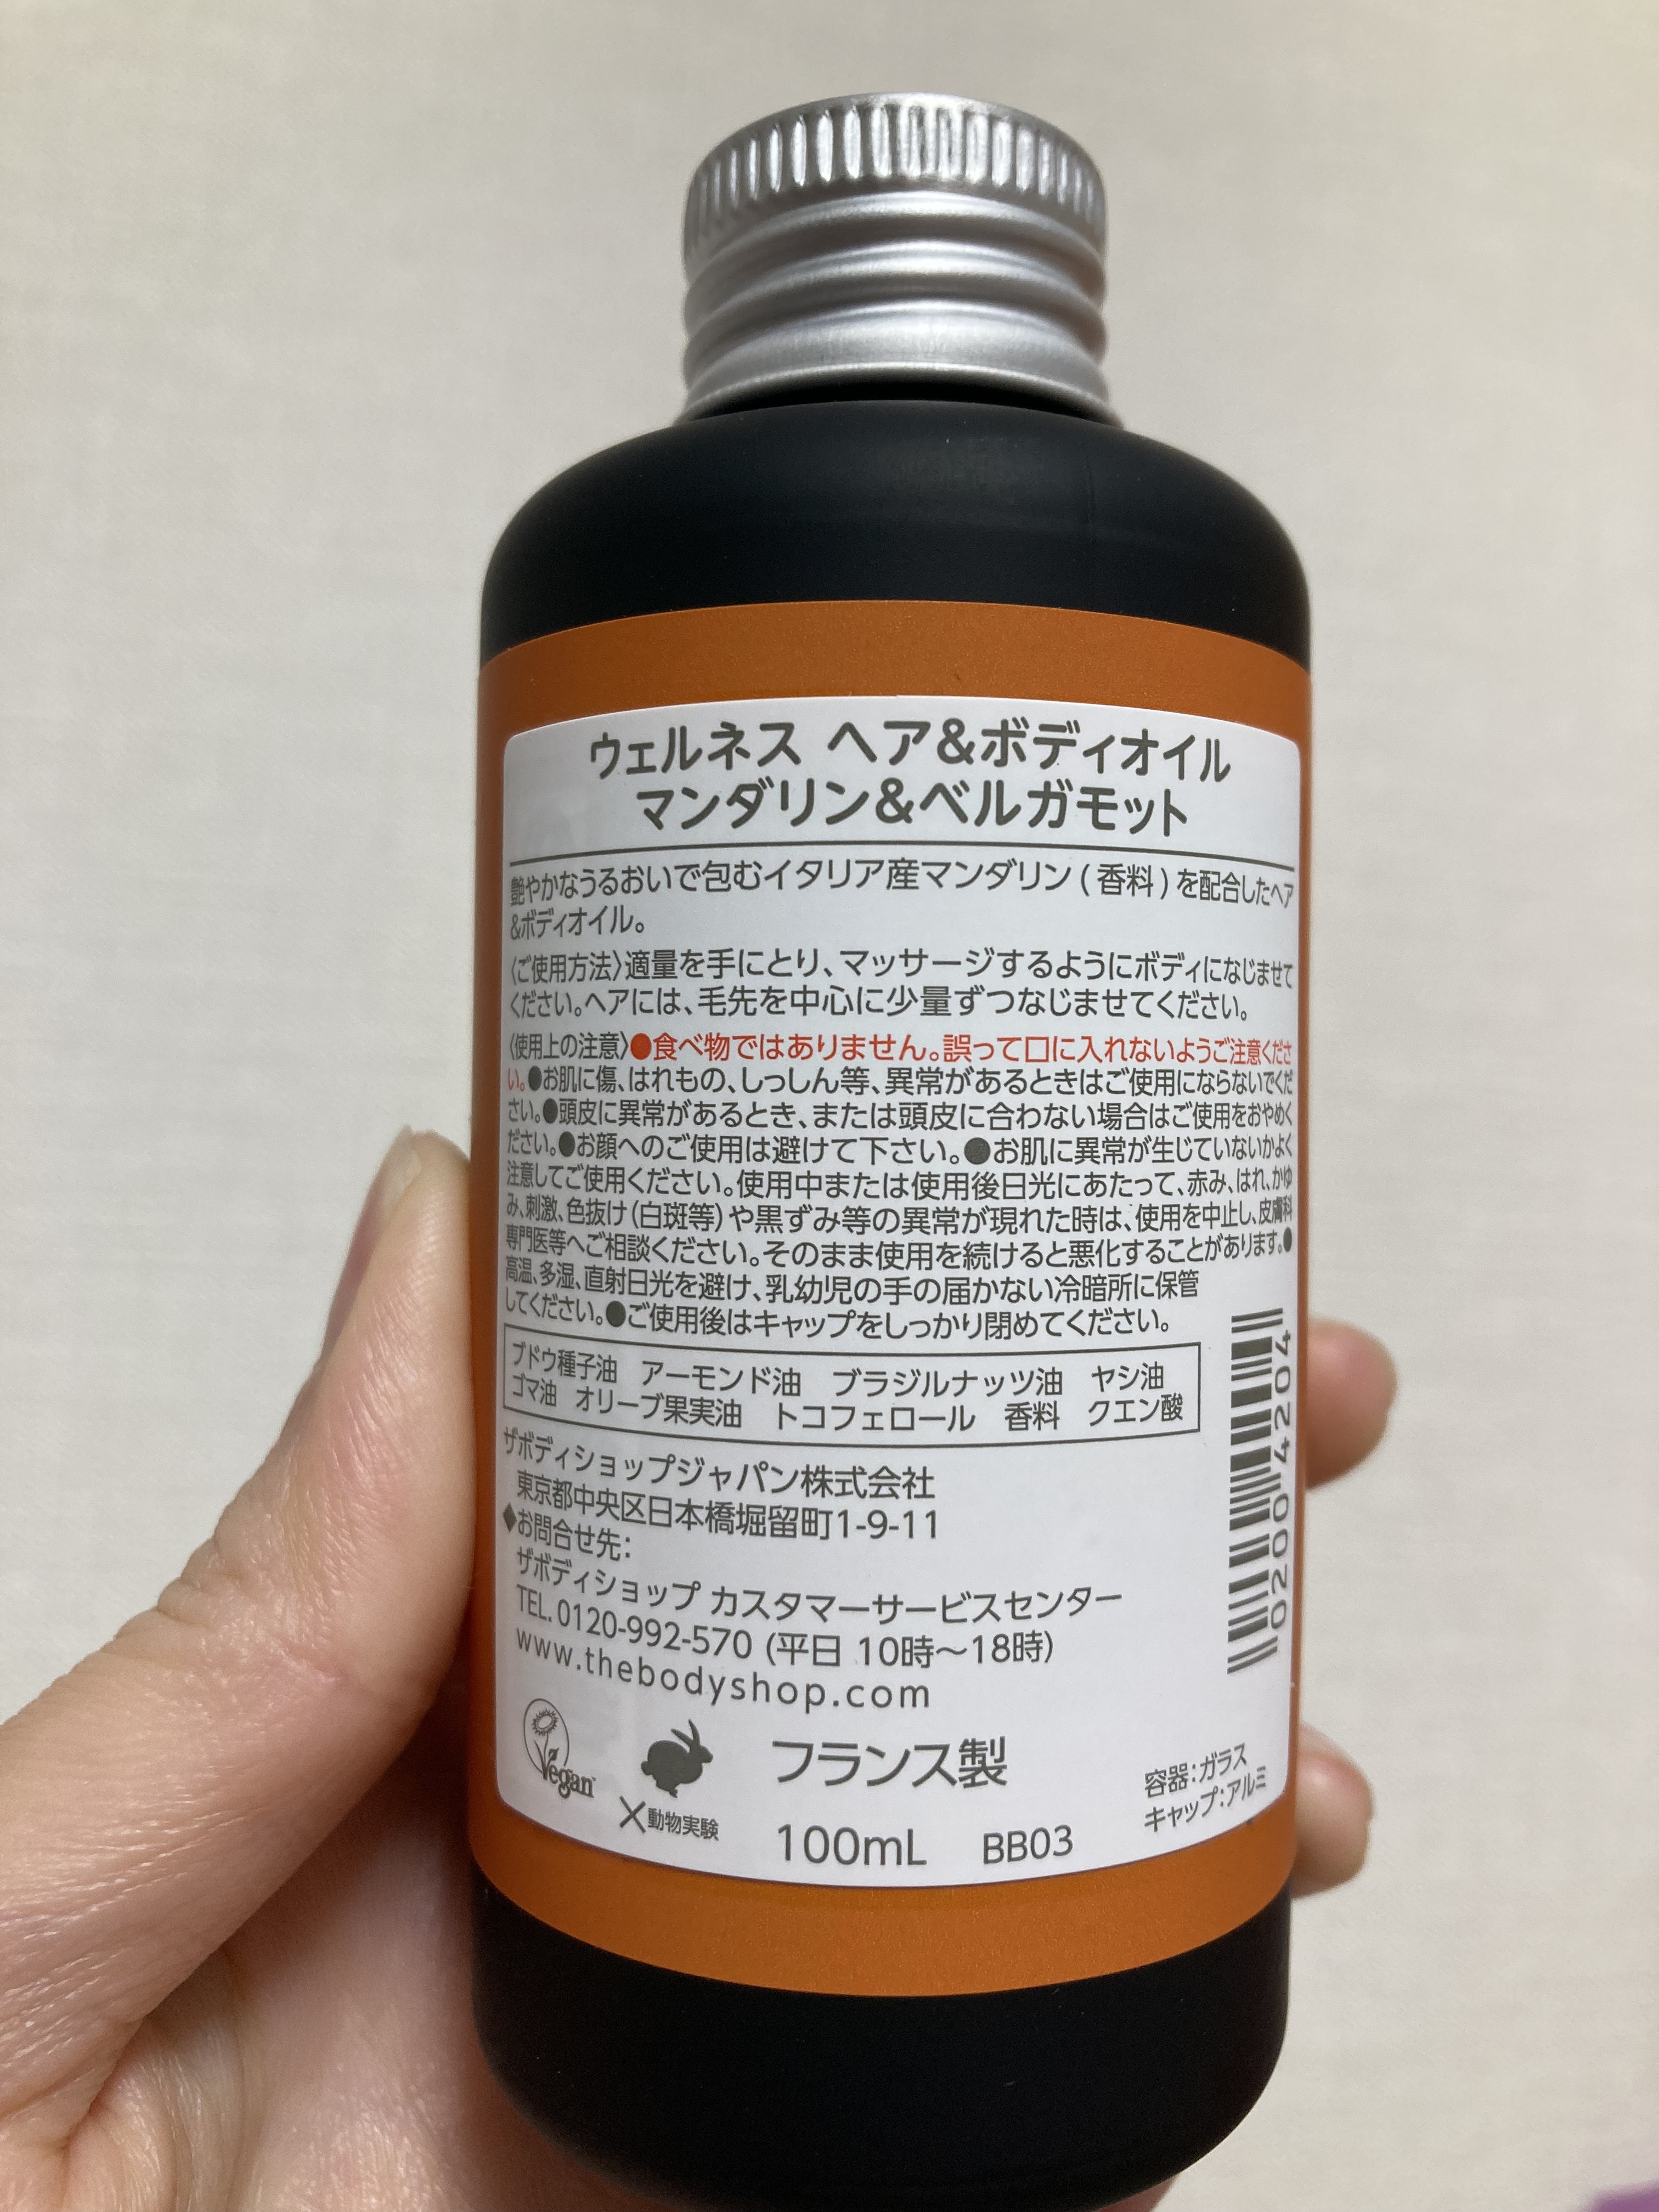 ウェルネス ヘア&ボディオイル
マンダリン&ベルガモット
艶やかなうるおいで包むイタリア産マンダリン(香料)を配合したヘア
&ボディオイル。
〈ご使用方法〉適量を手にとり、マッサージするようにボディになじませて
ください。ヘアには、毛先を中心に少量ずつなじませてください。
〈使用上の注意〉●食べ物ではありません。誤って口に入れないようご注意くださ
い。●お肌に傷、はれもの、しっしん等、異常があるときはご使用にならないでくだ
さい。●頭皮に異常があるとき、または頭皮に合わない場合はご使用をおやめく
ださい。●お顔へのご使用は避けて下さい。●お肌に異常が生じていないかよく
注意してご使用ください。使用中または使用後日光にあたって、赤み、はれ、かゆ
み、刺激、色抜け(白斑等)や黒ずみ等の異常が現れた時は、使用を中止し、皮膚科
専門医等へご相談ください。そのまま使用を続けると悪化することがあります。●
高温、多湿、直射日光を避け、乳幼児の手の届かない冷暗所に保管
してください。●ご使用後はキャップをしっかり閉めてください。
ブドウ種子油 アーモンド油 ブラジルナッツ油 ヤシ油
ゴマ油 オリーブ果実油 トコフェロール 香料 クエン酸
ザボディショップジャパン株式会社
東京都中央区日本橋堀留町1-9-11
◆お問合せ先:
ザボディショップ カスタマーサービスセンター
TEL.0120-992-570 (平日 10時～18時)
www.thebodyshop.com
02004204
Vegan
×動物実験
フランス製
100mL BB03
容器:ガラス
キャップ:アルミ